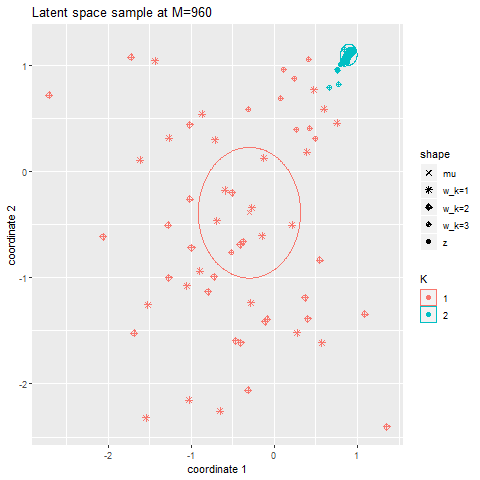 Latent space sample at M=960
1
0
-1
-2
coordinate 2
-2
-1
0
1
coordinate 1
shape
mu
w_k=1
w_k=2
w_k=3
z
K
1
2